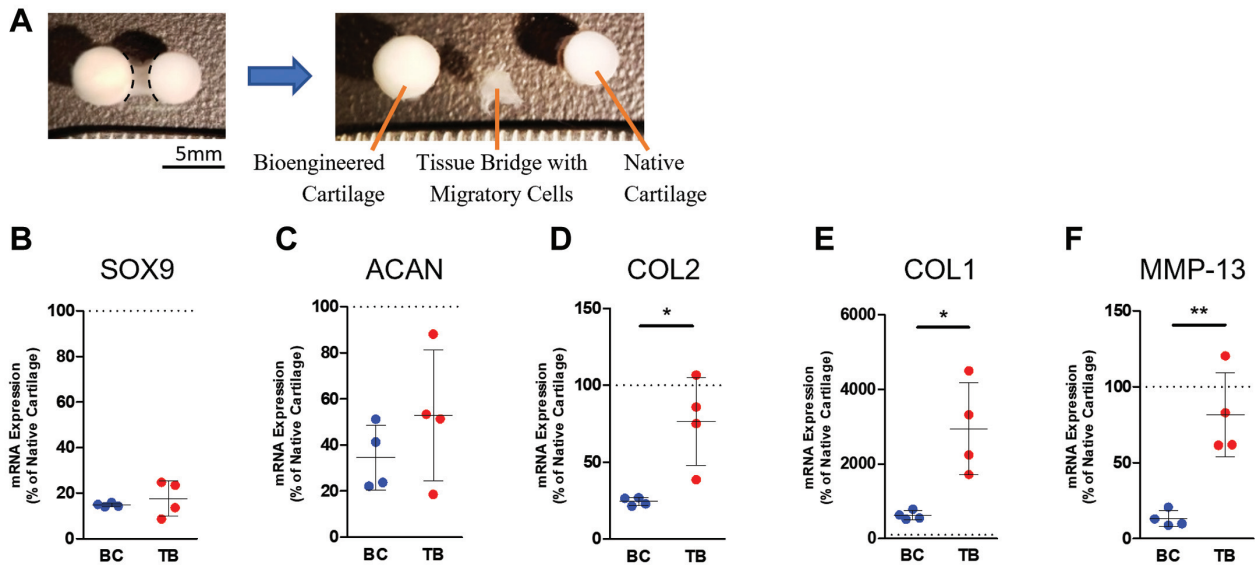 A
5mm
Bioengineered
Cartilage
Tissue Bridge with
Migratory Cells
Native
Cartilage
B
SOX9
mRNA Expression
(% of Native Cartilage)
100
80
60
40
20
0
BC
TB
C
ACAN
mRNA Expression
(% of Native Cartilage)
100
80
60
40
20
0
BC
TB
D
COL2
mRNA Expression
(% of Native Cartilage)
150
100
50
0
*
BC
TB
E
COL1
mRNA Expression
(% of Native Cartilage)
6000
4000
2000
0
*
BC
TB
F
MMP-13
mRNA Expression
(% of Native Cartilage)
150
100
50
0
**
BC
TB